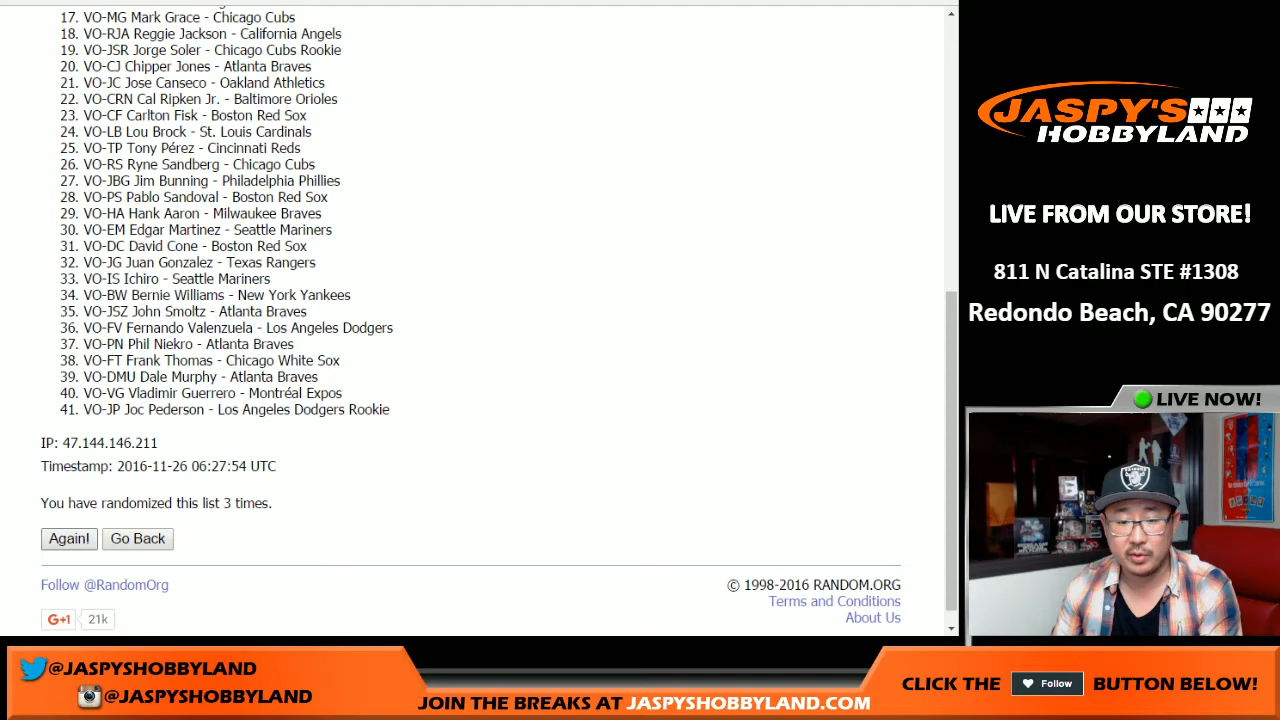 17. VO-MG Mark Grace - Chicago Cubs
18. VO-RJA Reggie Jackson - California Angels
19. VO-JSR Jorge Soler - Chicago Cubs Rookie
20. VO-CJ Chipper Jones - Atlanta Braves
21. VO-JC Jose Canseco - Oakland Athletics
22. VO-CRN Cal Ripken Jr. - Baltimore Orioles
23. VO-CF Carlton Fisk - Boston Red Sox
24. VO-LB Lou Brock - St. Louis Cardinals
25. VO-TP Tony Pérez - Cincinnati Reds
26. VO-RS Ryne Sandberg - Chicago Cubs
27. VO-JBG Jim Bunning - Philadelphia Phillies
28. VO-PS Pablo Sandoval - Boston Red Sox
29. VO-HA Hank Aaron - Milwaukee Braves
30. VO-EM Edgar Martinez - Seattle Mariners
31. VO-DC David Cone - Boston Red Sox
32. VO-JG Juan Gonzalez - Texas Rangers
33. VO-IS Ichiro - Seattle Mariners
34. VO-BW Bernie Williams - New York Yankees
35. VO-JSZ John Smoltz - Atlanta Braves
36. VO-FV Fernando Valenzuela - Los Angeles Dodgers
37. VO-PN Phil Niekro - Atlanta Braves
38. VO-FT Frank Thomas - Chicago White Sox
39. VO-DMU Dale Murphy - Atlanta Braves
40. VO-VG Vladimir Guerrero - Montréal Expos
41. VO-JP Joc Pederson - Los Angeles Dodgers Rookie
IP: 47.144.146.211
Timestamp: 2016-11-26 06:27:54 UTC
You have randomized this list 3 times.
Again! Go Back
Follow @RandomOrg
G+1 21k
© 1998-2016 RANDOM.ORG
Terms and Conditions
About Us
JASPY'S
HOBBYLAND
LIVE FROM OUR STORE!
811 N Catalina STE #1308
Redondo Beach, CA 90277
LIVE NOW!
RAIDERS
@JASPYSHOBBYLAND
@JASPYSHOBBYLAND
JOIN THE BREAKS AT JASPYSHOBBYLAND.COM
CLICK THE Follow BUTTON BELOW!